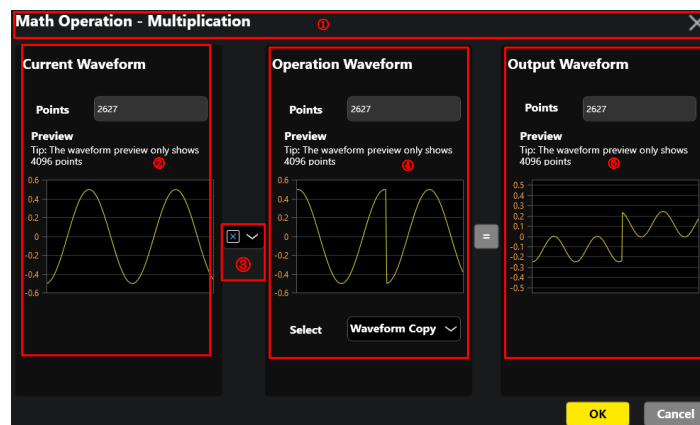 Math Operation - Multiplication
①
Current Waveform
Points 2627
Preview
Tip: The waveform preview only shows
4096 points
②
0.6
0.4
0.2
0
-0.2
-0.4
-0.6
③
Operation Waveform
Points 2627
Preview
Tip: The waveform preview only shows
4096 points
④
0.6
0.4
0.2
0
-0.2
-0.4
-0.6
Select Waveform Copy
=
Output Waveform
Points 2627
Preview
Tip: The waveform preview only shows
4096 points
⑤
0.5
0.4
0.3
0.2
0.1
0
-0.1
-0.2
-0.3
-0.4
-0.5
OK Cancel